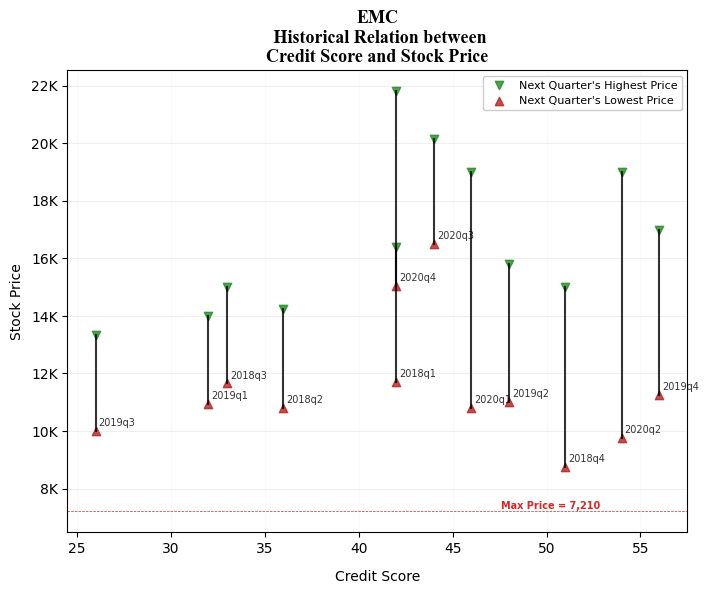 EMC
Historical Relation between
Credit Score and Stock Price
Next Quarter's Highest Price
Next Quarter's Lowest Price
22K
20K
18K
16K
14K
12K
10K
8K
Stock Price
2020q3
2020q4
2018q3
2018q1
2019q4
2019q1
2018q2
2020q1
2019q2
2019q3
2020q2
2018q4
Max Price = 7,210
25
30
35
40
45
50
55
Credit Score